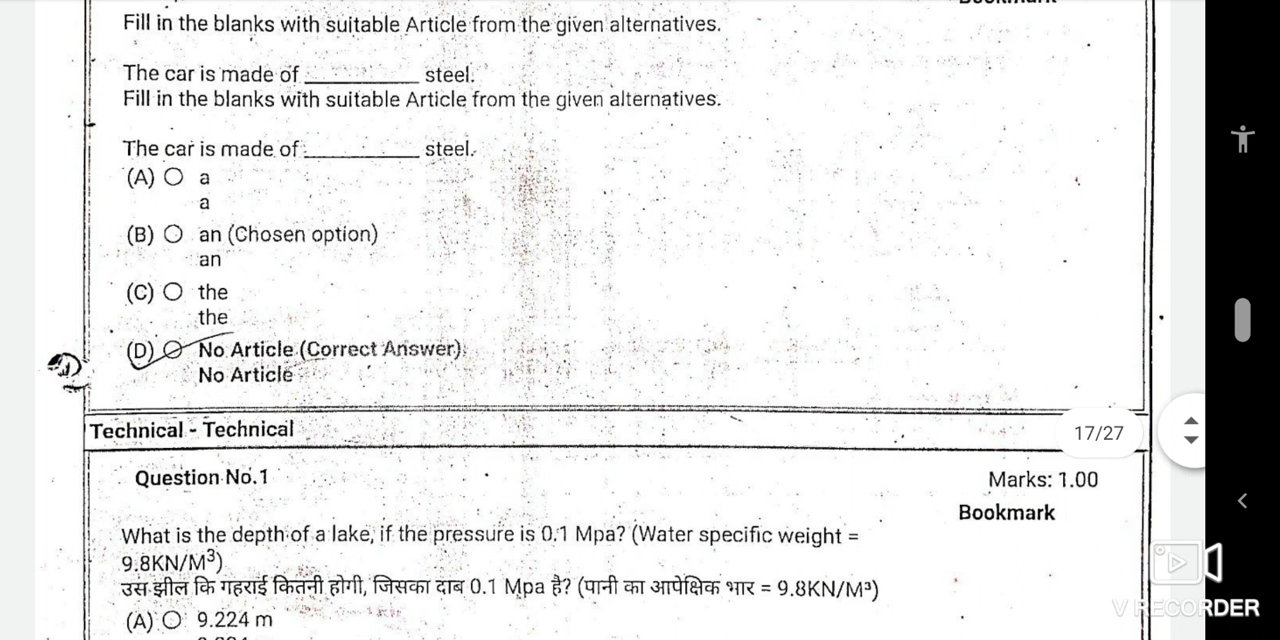 Fill in the blanks with suitable Article from the given alternatives.
The car is made of __________ steel.
Fill in the blanks with suitable Article from the given alternatives.
The car is made of __________ steel.
(A) a
a
(B) an (Chosen option)
an
(C) the
the
(D) No Article (Correct Answer)
No Article
Technical - Technical
17/27
Question No.1
Marks: 1.00
Bookmark
What is the depth of a lake, if the pressure is 0.1 Mpa? (Water specific weight =
9.8KN/M³)
उस झील कि गहराई कितनी होगी, जिसका दाब 0.1 Mpa है? (पानी का आपेक्षिक भार = 9.8KN/M³)
(A) 9.224 m
V RECORDER